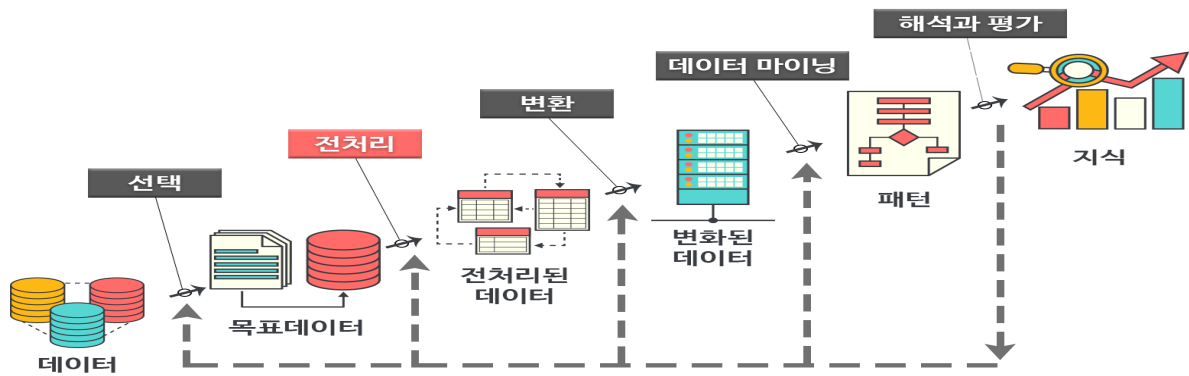 해석과 평가
데이터 마이닝
변환
전처리
선택
지식
패턴
변화된
데이터
전처리된
데이터
목표데이터
데이터